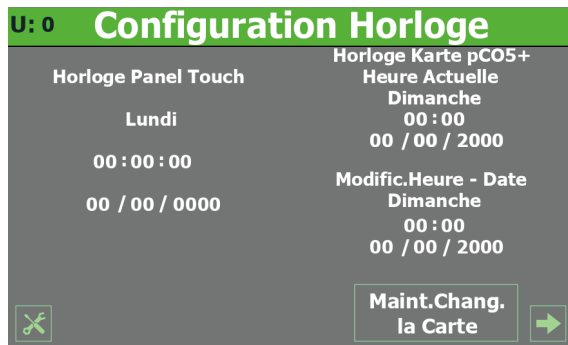 U: 0
Configuration Horloge
Horloge Panel Touch
Lundi
00:00:00
00 / 00 / 0000
Horloge Karte pCO5+
Heure Actuelle
Dimanche
00:00
00 / 00 / 2000
Modific.Heure - Date
Dimanche
00:00
00 / 00 / 2000
Maint.Chang.
la Carte